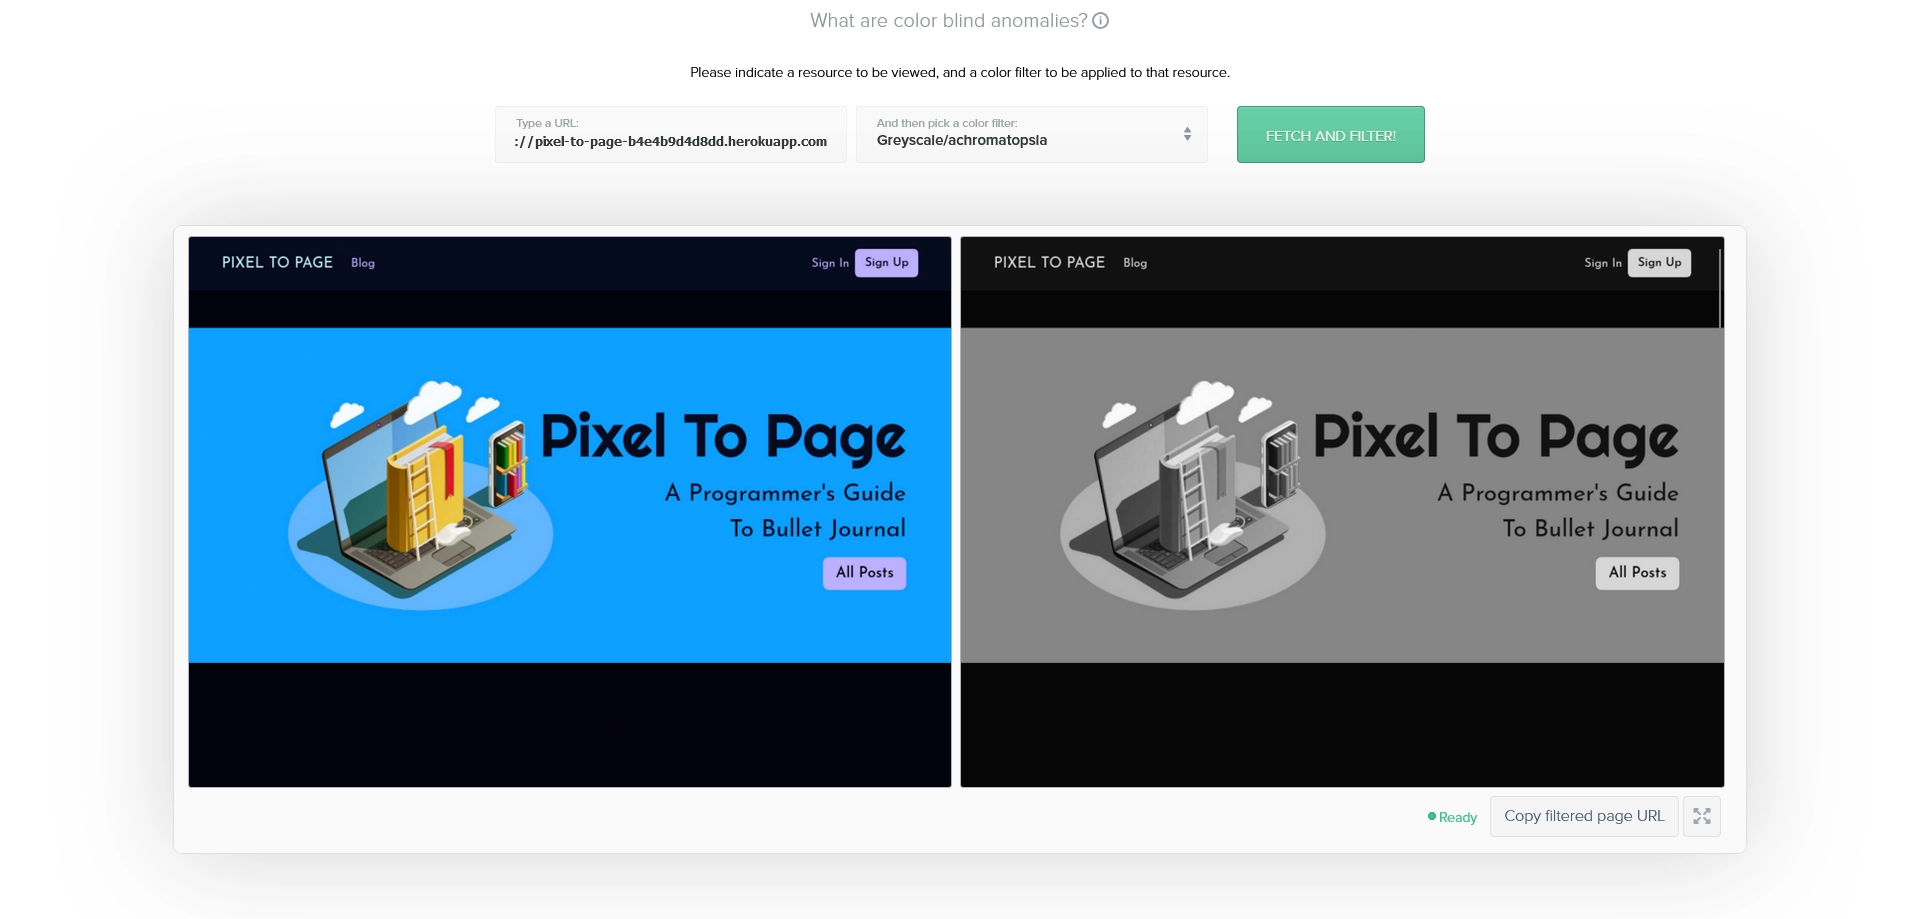 What are color blind anomalies?
Please indicate a resource to be viewed, and a color filter to be applied to that resource.
Type a URL:
://pixel-to-page-b4e4b9d4d8dd.herokuapp.com
And then pick a color filter:
Greyscale/achromatopsia
FETCH AND FILTER!
PIXEL TO PAGE
Blog
Sign In
Sign Up
Pixel To Page
A Programmer's Guide
To Bullet Journal
All Posts
PIXEL TO PAGE
Blog
Sign In
Sign Up
Pixel To Page
A Programmer's Guide
To Bullet Journal
All Posts
Ready
Copy filtered page URL